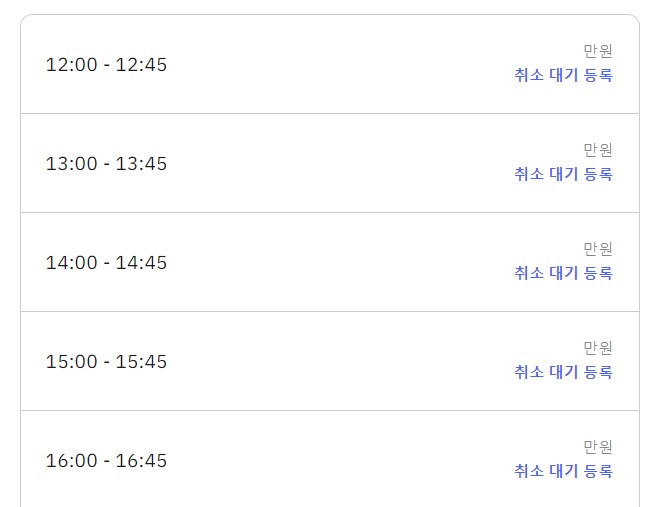 12:00 - 12:45
만원
취소 대기 등록
13:00 - 13:45
만원
취소 대기 등록
14:00 - 14:45
만원
취소 대기 등록
15:00 - 15:45
만원
취소 대기 등록
16:00 - 16:45
만원
취소 대기 등록